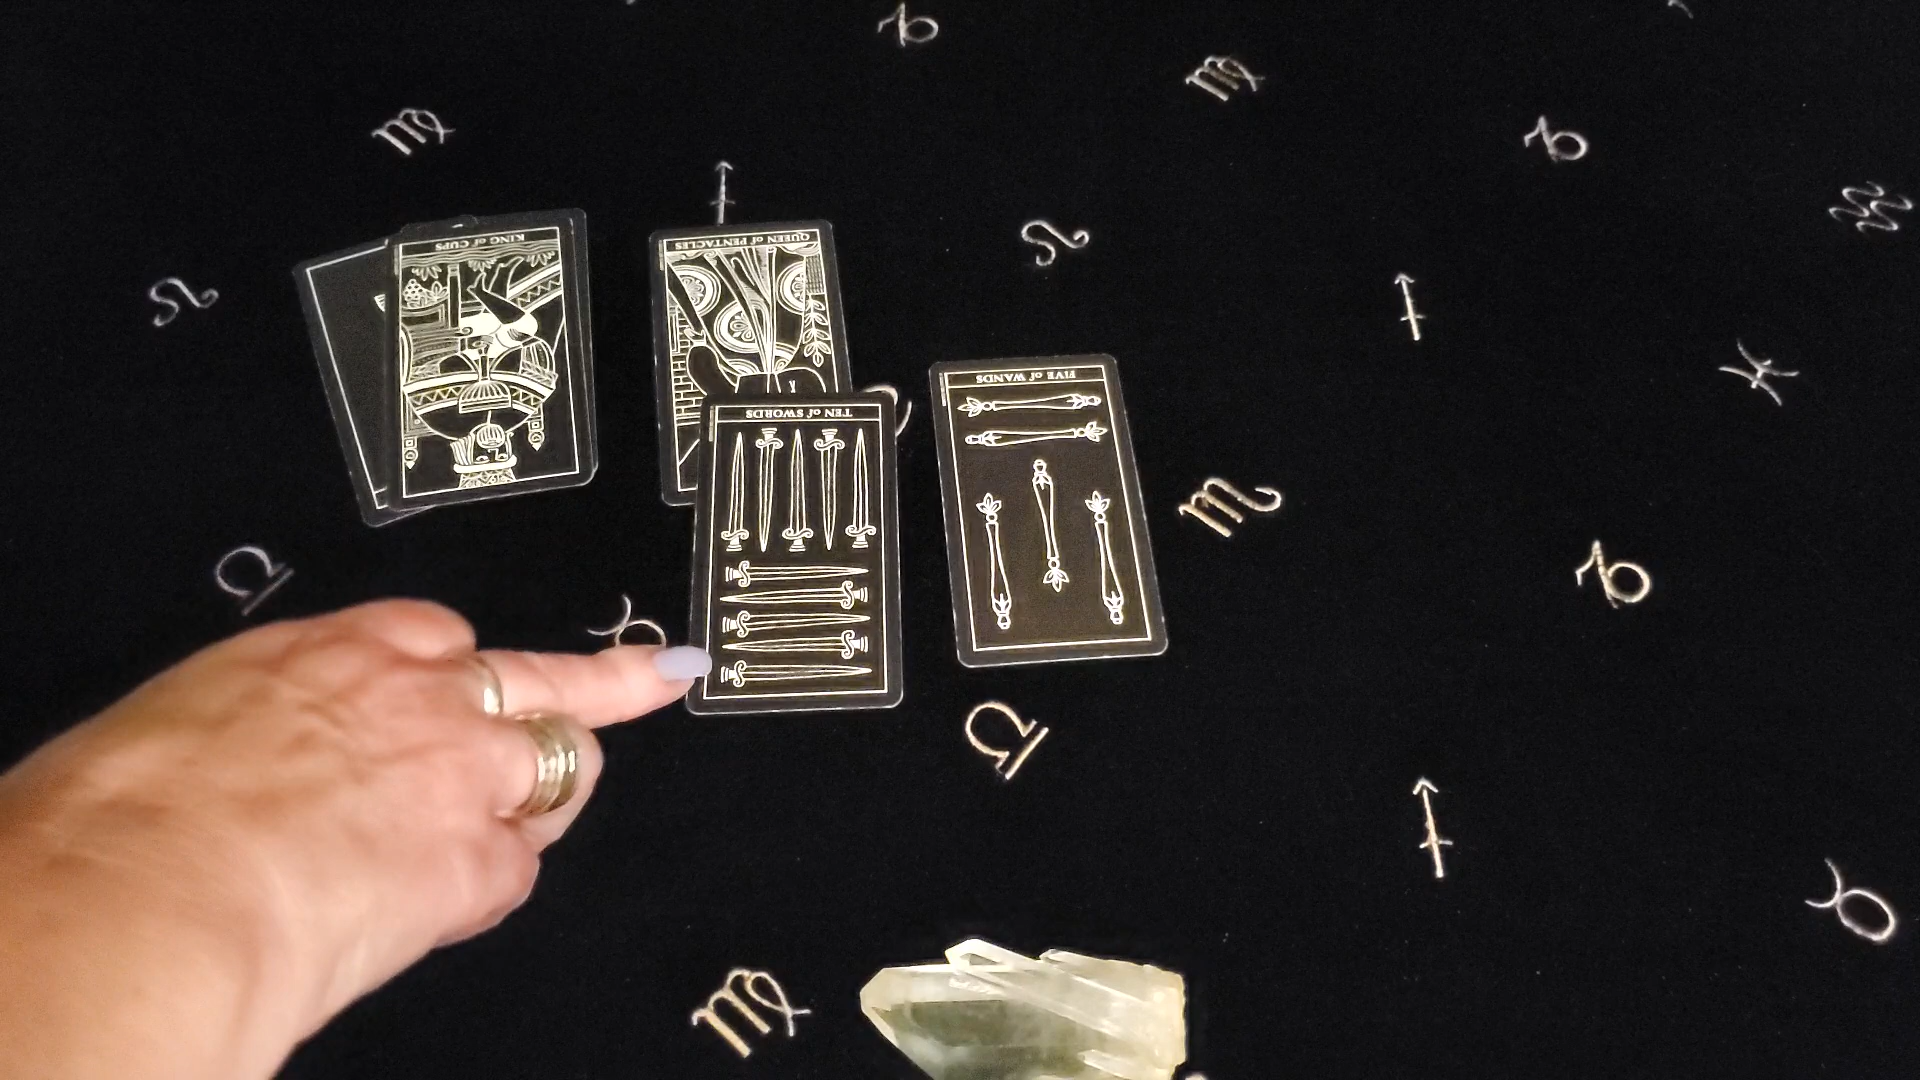 KING of CUPS
QUEEN of PENTACLES
TEN of SWORDS
FIVE of WANDS